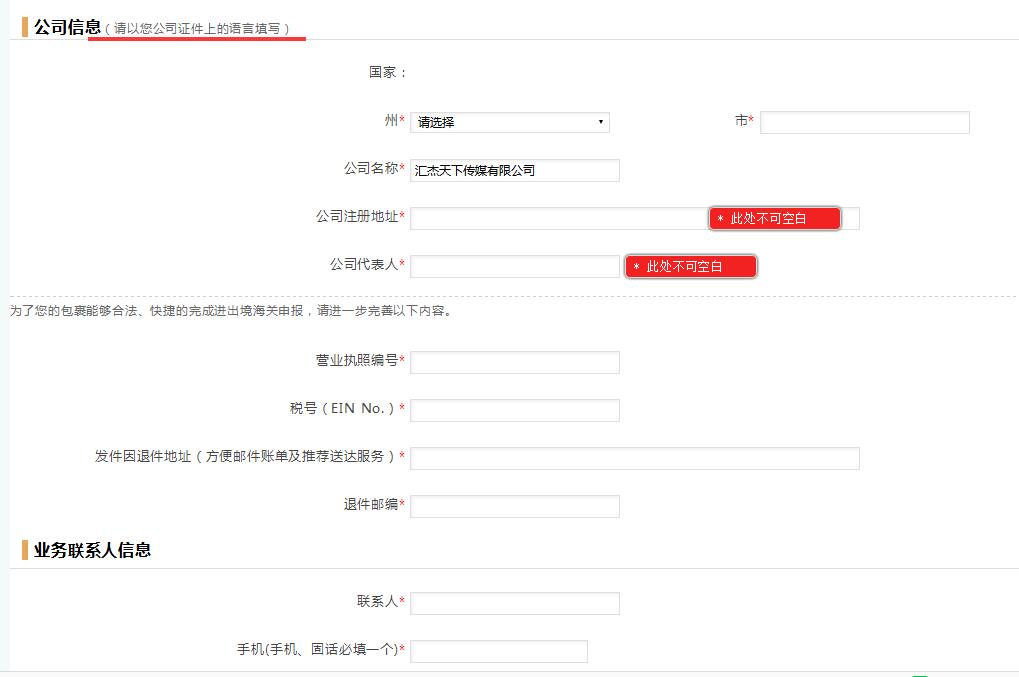 公司信息（请以您公司证件上的语言填写）
国家：
州* 请选择 市*
公司名称* 汇杰天下传媒有限公司
公司注册地址* * 此处不可空白
公司代表人* * 此处不可空白
为了您的包裹能够合法、快捷的完成进出境海关申报，请进一步完善以下内容。
营业执照编号*
税号（EIN No.）*
发件因退件地址（方便邮件账单及推荐送达服务）*
退件邮编*
业务联系人信息
联系人*
手机(手机、固话必填一个)*